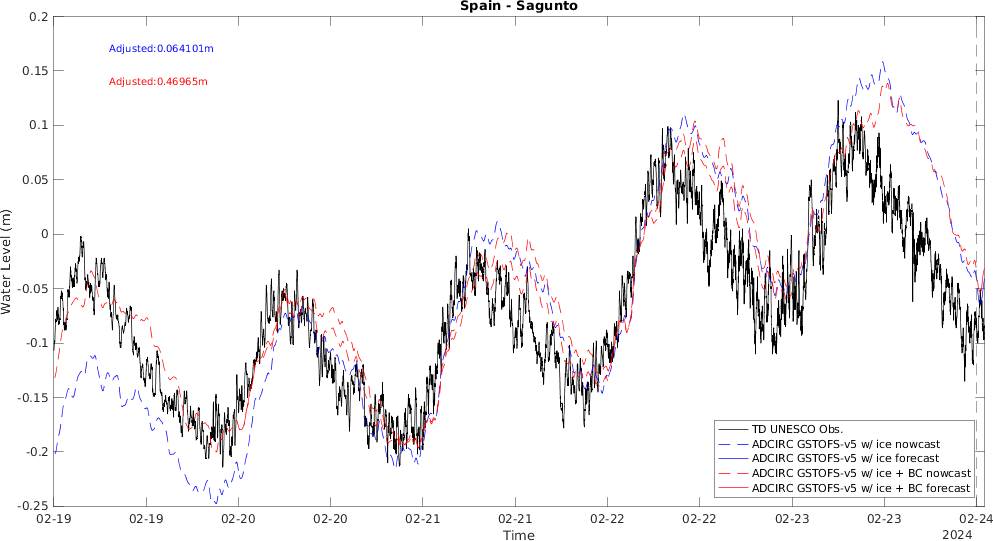 Spain - Sagunto
0.2
0.15
0.1
0.05
0
-0.05
-0.1
-0.15
-0.2
-0.25
Water Level (m)
Adjusted:0.064101m
Adjusted:0.46965m
TD UNESCO Obs.
ADCIRC GSTOFS-v5 w/ ice nowcast
ADCIRC GSTOFS-v5 w/ ice forecast
ADCIRC GSTOFS-v5 w/ ice + BC nowcast
ADCIRC GSTOFS-v5 w/ ice + BC forecast
02-19 02-19 02-20 02-20 02-21 02-21 02-22 02-22 02-23 02-23 02-24
Time
2024